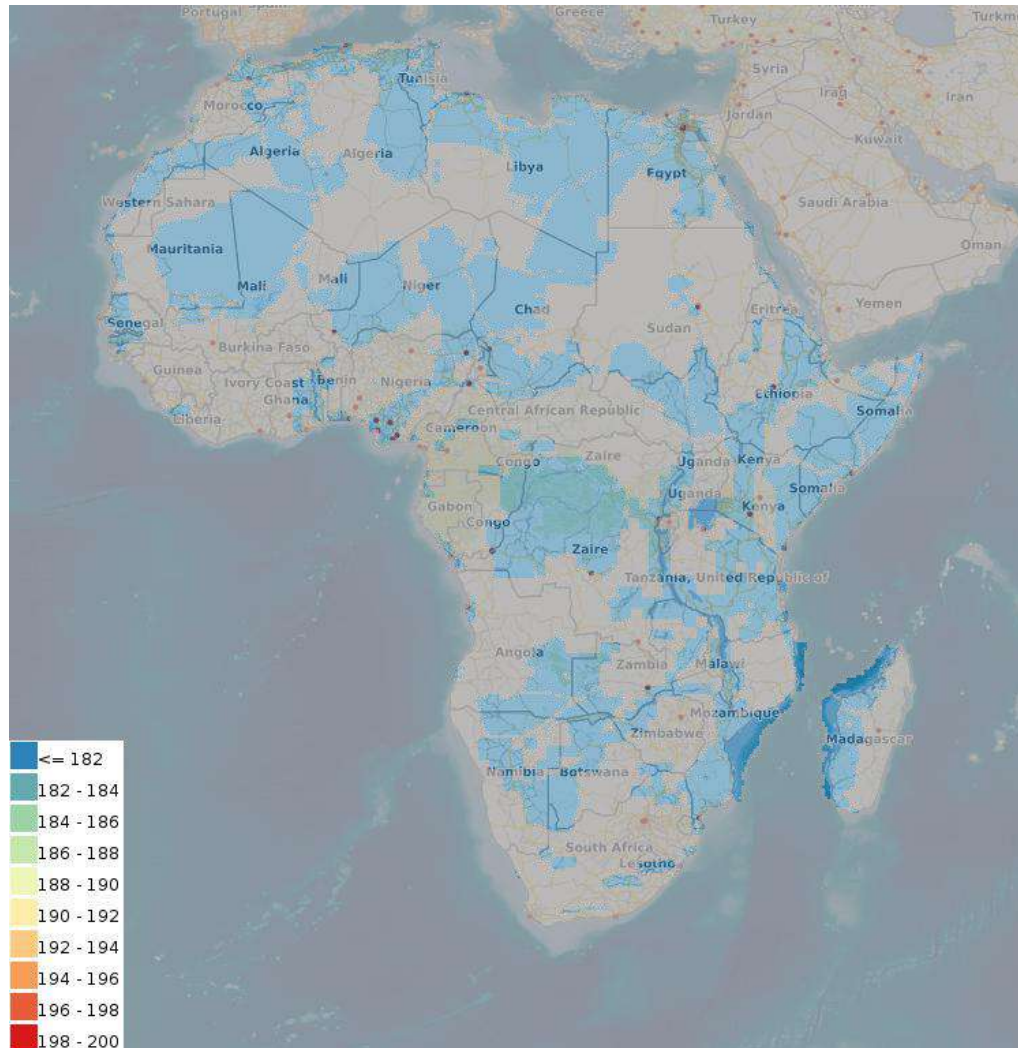 Portugal
Greece
Turkey
Turkm
Tunisia
Syria
Morocco
Iraq
Iran
Jordan
Kuwait
Algeria
Algeria
Libya
Egypt
Western Sahara
Saudi Arabia
Mauritania
Oman
Mali
Mali
Niger
Chad
Yemen
Senegal
Sudan
Eritrea
Burkina Faso
Guinea
Ivory Coast
Benin
Nigeria
Ghana
Ethiopia
Somalia
Liberia
Central African Republic
Cameroon
Congo
Zaire
Uganda
Kenya
Somalia
Uganda
Gabon
Kenya
Congo
Zaire
Tanzania, United Republic of
Angola
Zambia
Malawi
Mozambique
Zimbabwe
Madagascar
Namibia
Botswana
South Africa
Lesotho
<= 182
182 - 184
184 - 186
186 - 188
188 - 190
190 - 192
192 - 194
194 - 196
196 - 198
198 - 200